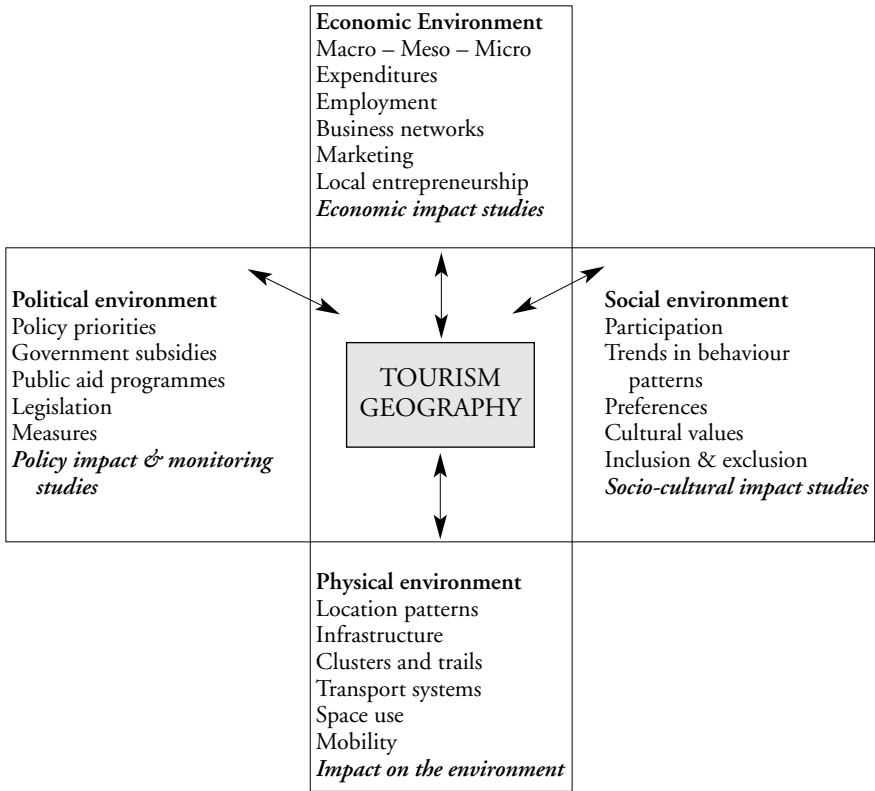 Economic Environment
Macro – Meso – Micro
Expenditures
Employment
Business networks
Marketing
Local entrepreneurship
Economic impact studies
Political environment
Policy priorities
Government subsidies
Public aid programmes
Legislation
Measures
Policy impact & monitoring
studies
TOURISM
GEOGRAPHY
Social environment
Participation
Trends in behaviour
patterns
Preferences
Cultural values
Inclusion & exclusion
Socio-cultural impact studies
Physical environment
Location patterns
Infrastructure
Clusters and trails
Transport systems
Space use
Mobility
Impact on the environment